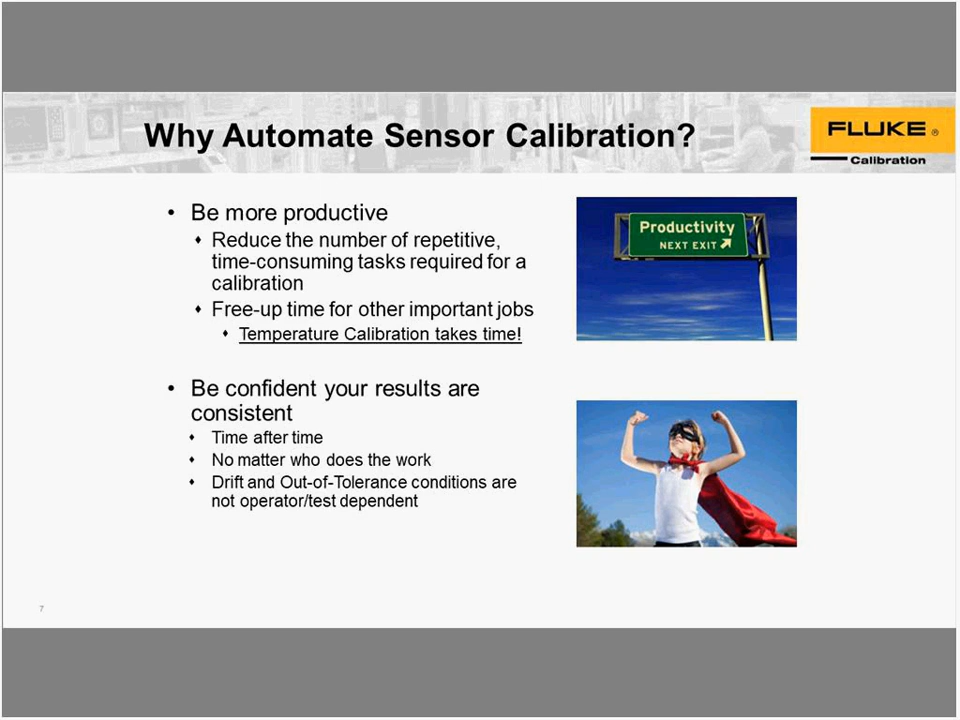 Why Automate Sensor Calibration?
FLUKE ®
Calibration
• Be more productive
♦ Reduce the number of repetitive,
time-consuming tasks required for a
calibration
♦ Free-up time for other important jobs
♦ Temperature Calibration takes time!
Productivity
NEXT EXIT
• Be confident your results are
consistent
♦ Time after time
♦ No matter who does the work
♦ Drift and Out-of-Tolerance conditions are
not operator/test dependent
7